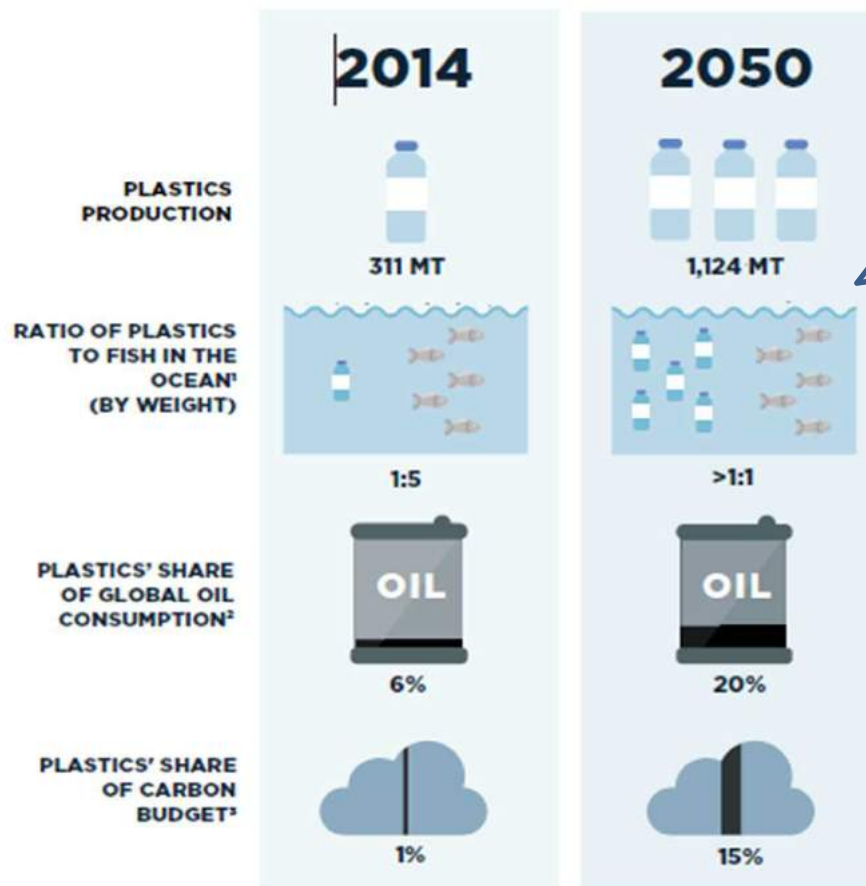 2014
2050
PLASTICS
PRODUCTION
311 MT
1,124 MT
RATIO OF PLASTICS
TO FISH IN THE
OCEAN¹
(BY WEIGHT)
1:5
>1:1
PLASTICS' SHARE
OF GLOBAL OIL
CONSUMPTION²
OIL
OIL
6%
20%
PLASTICS' SHARE
OF CARBON
BUDGET³
1%
15%